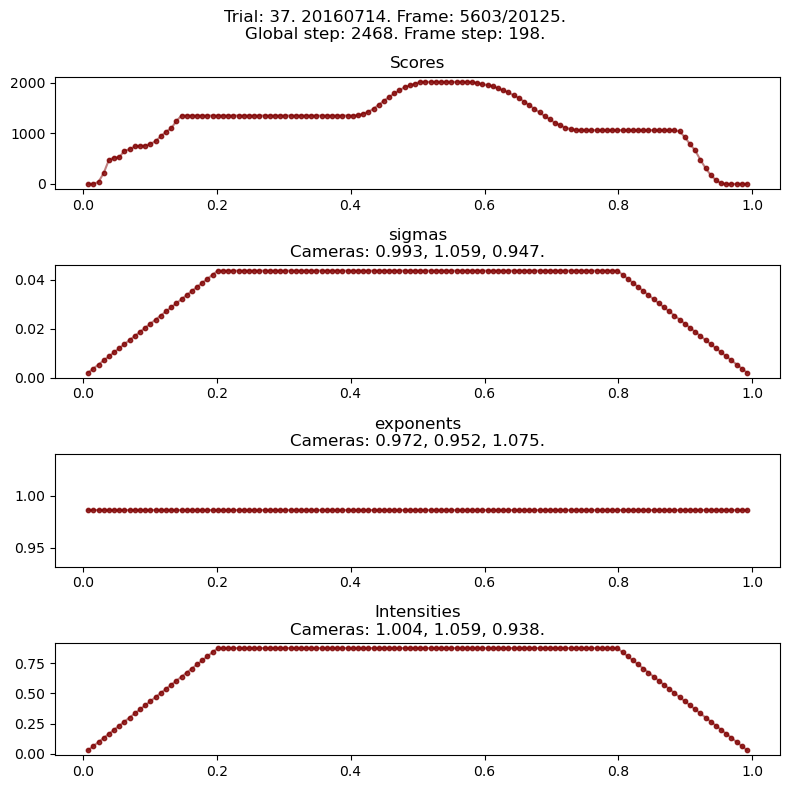 Trial: 37. 20160714. Frame: 5603/20125.
Global step: 2468. Frame step: 198.
Scores
2000
1000
0
0.0 0.2 0.4 0.6 0.8 1.0
sigmas
Cameras: 0.993, 1.059, 0.947.
0.04
0.02
0.00
0.0 0.2 0.4 0.6 0.8 1.0
exponents
Cameras: 0.972, 0.952, 1.075.
1.00
0.95
0.0 0.2 0.4 0.6 0.8 1.0
Intensities
Cameras: 1.004, 1.059, 0.938.
0.75
0.50
0.25
0.00
0.0 0.2 0.4 0.6 0.8 1.0